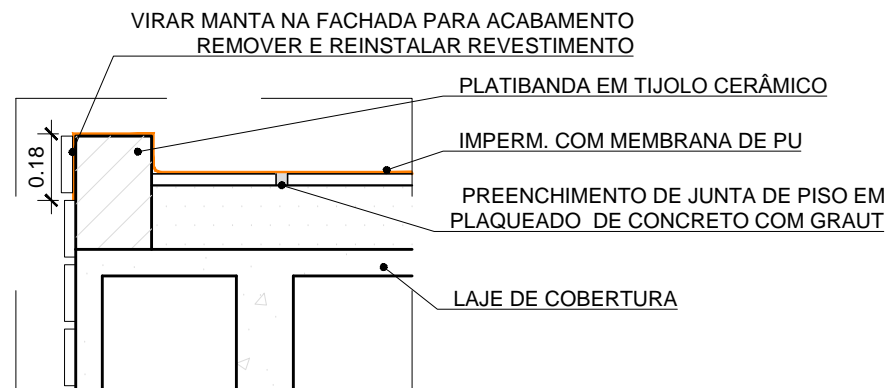 VIRAR MANTA NA FACHADA PARA ACABAMENTO
REMOVER E REINSTALAR REVESTIMENTO
PLATIBANDA EM TIJOLO CERÂMICO
IMPERM. COM MEMBRANA DE PU
0.18
PREENCHIMENTO DE JUNTA DE PISO EM
PLAQUEADO DE CONCRETO COM GRAUT
LAJE DE COBERTURA